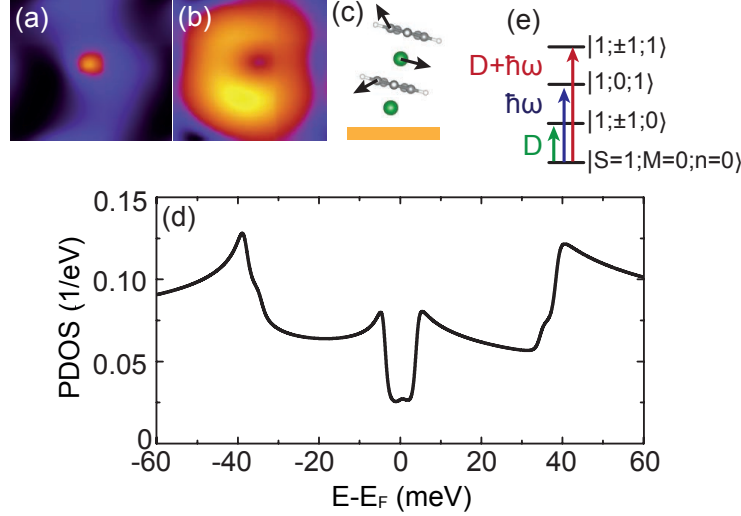 (a)
(b)
(c)
(e)
|1;±1;1⟩
D+ħω
|1;0;1⟩
ħω
|1;±1;0⟩
D
|S=1;M=0;n=0⟩
(d)
0.15
0.10
0.05
0
PDOS (1/eV)
-60 -40 -20 0 20 40 60
E-E_F (meV)